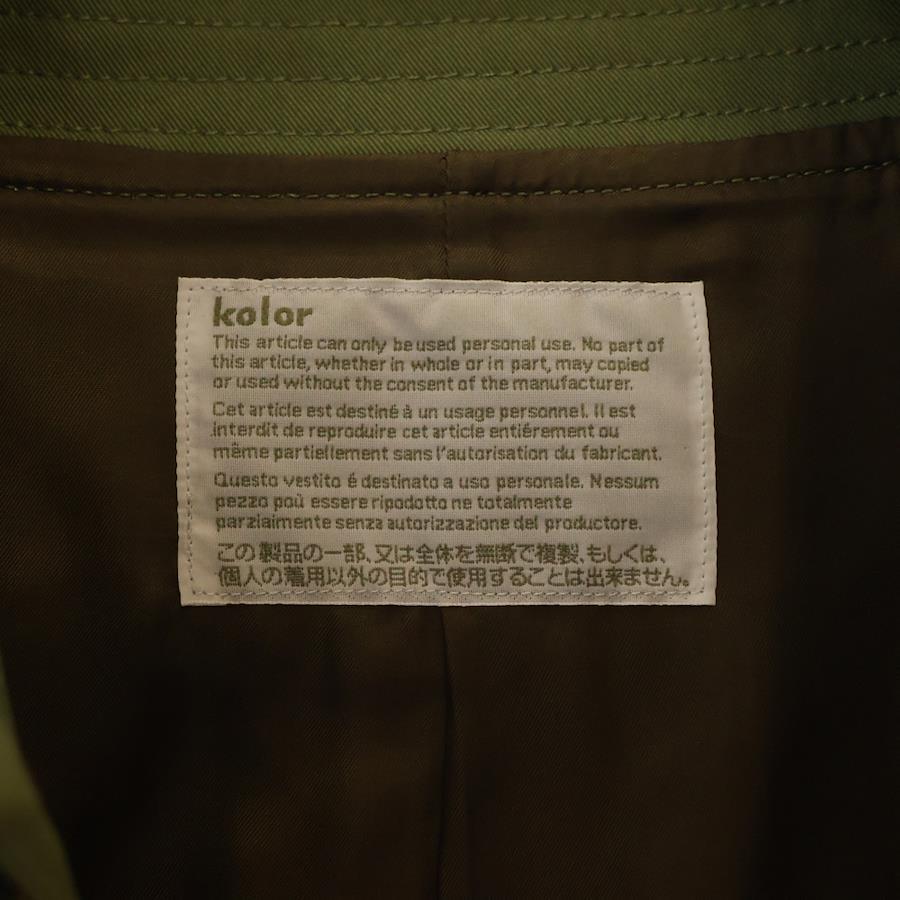 kolor
This article can only be used personal use. No part of
this article, whether in whole or in part, may copied
or used without the consent of the manufacturer.
Cet article est destiné à un usage personnel. Il est
interdit de reproduire cet article entiérement ou
même partiellement sans l'autorisation du fabricant.
Questo vestito é destinato a uso personale. Nessum
pezzo poù essere ripodotto ne totalmente
parzialmente senza autorizzazione del productore.
この製品の一部、又は全体を無断で複製、もしくは、
個人の着用以外の目的で使用することは出来ません。